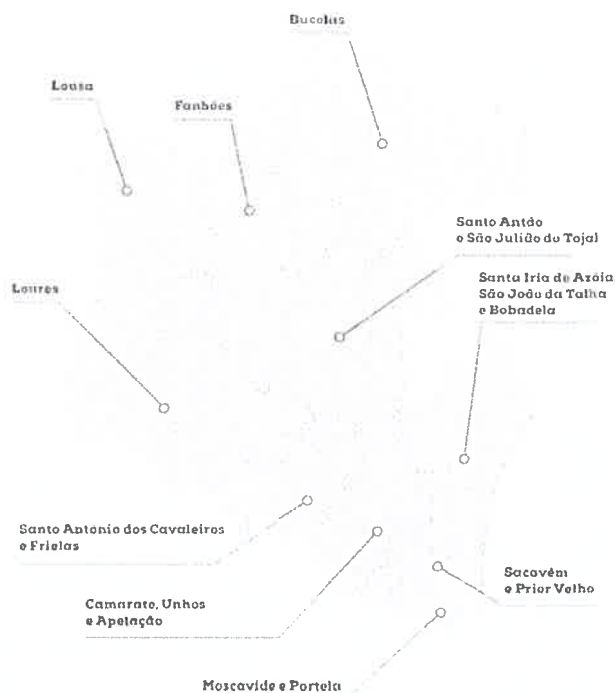 Bucelas
Lousa
Fanhões
Santo Antão
e São Julião do Tojal
Santa Iria de Azóia
São João da Talha
e Bobadela
Loures
Santo António dos Cavaleiros
e Frielas
Camarate, Unhos
e Apelação
Sacavém
e Prior Velho
Moscavide e Portela